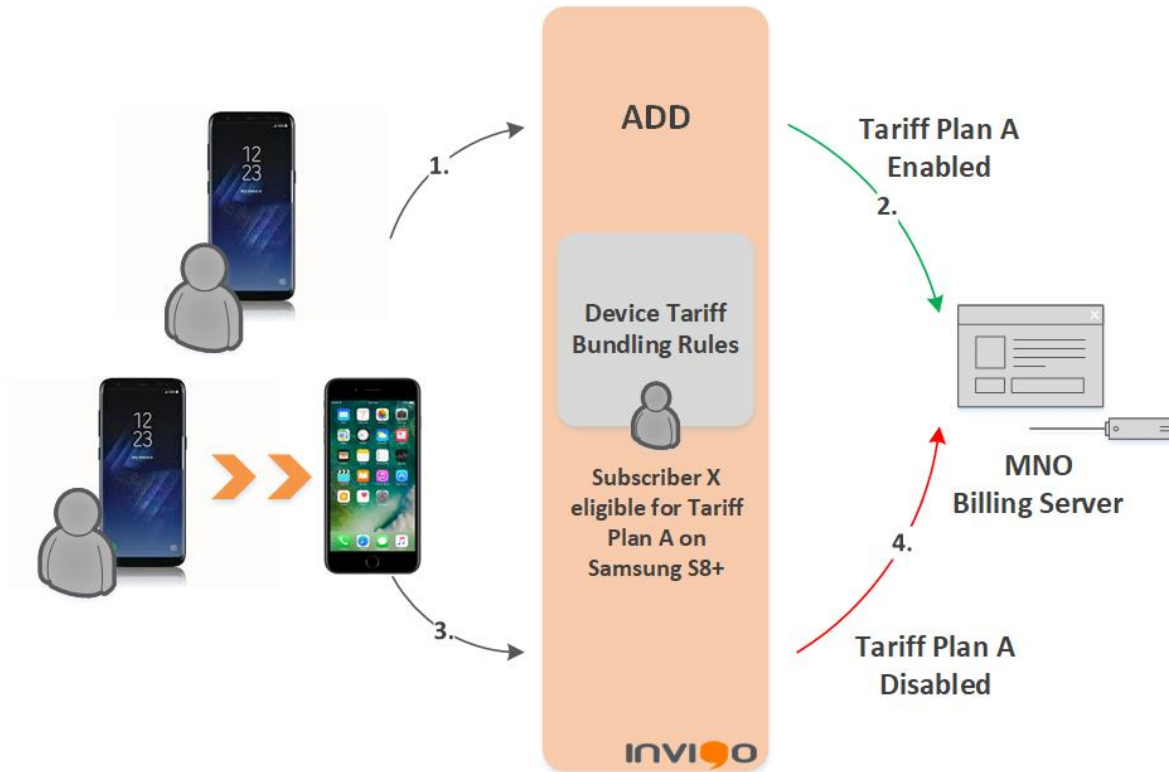 ADD
1.
Tariff Plan A
Enabled
2.
12
23
Device Tariff
Bundling Rules
12
23
Subscriber X
eligible for Tariff
Plan A on
Samsung S8+
MNO
Billing Server
3.
4.
Tariff Plan A
Disabled
INVIGO